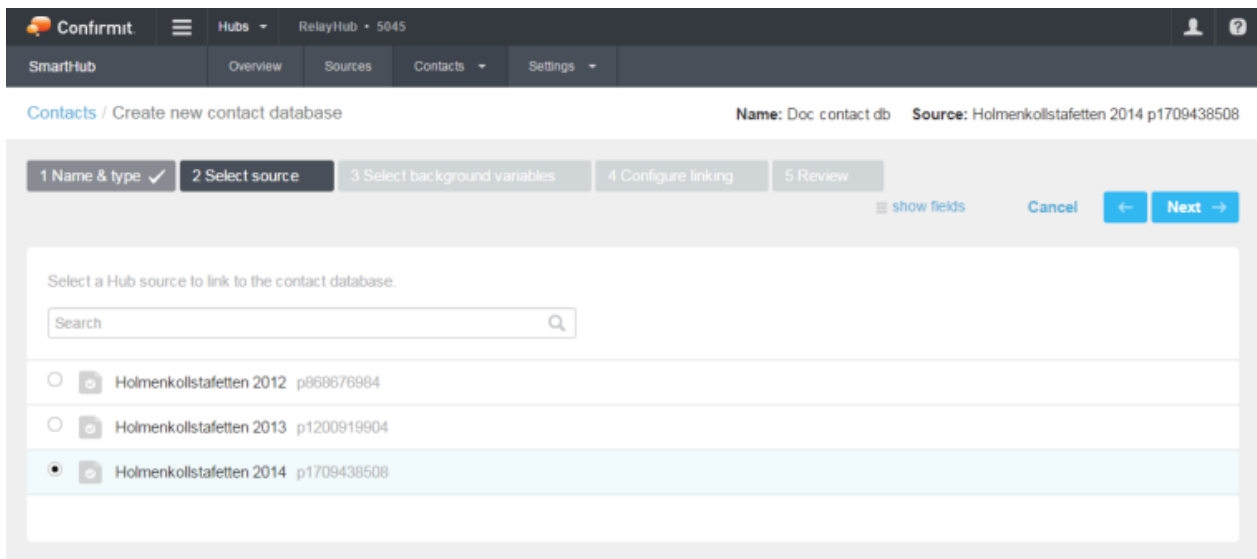 Confirmit. Hubs RelayHub • 5045
SmartHub Overview Sources Contacts Settings
Contacts / Create new contact database Name: Doc contact db Source: Holmenkollstafetten 2014 p1709438508
1 Name & type 2 Select source 3 Select background variables 4 Configure linking 5 Review
show fields Cancel ← Next →
Select a Hub source to link to the contact database.
Search
Holmenkollstafetten 2012 p868676984
Holmenkollstafetten 2013 p1200919904
Holmenkollstafetten 2014 p1709438508